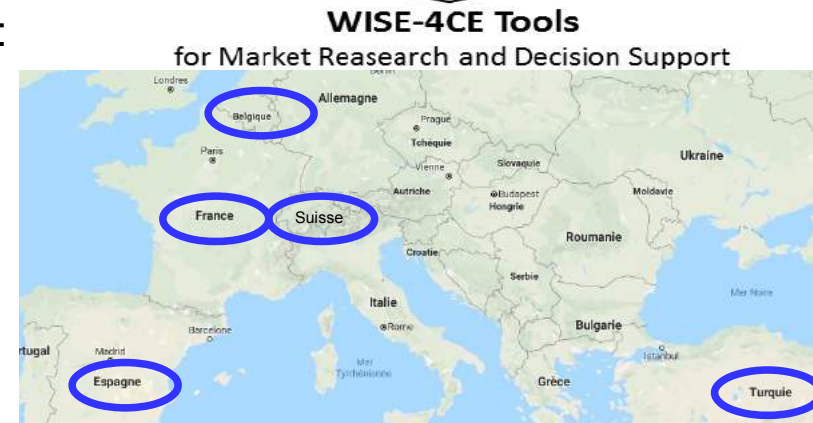 :
WISE-4CE Tools
for Market Reasearch and Decision Support
Londres
Allemagne
Belgique
Prague
Tchéquie
Paris
Ukraine
Vienne
Slovaquie
Autriche
Budapest
Hongrie
Moldavie
France
Suisse
Roumanie
Croatie
Serbie
Italie
Rome
Mer Noire
Barcelone
Bulgarie
Istanbul
rtugal
Madrid
Mer
Tyrrhénienne
Espagne
Grèce
Turquie